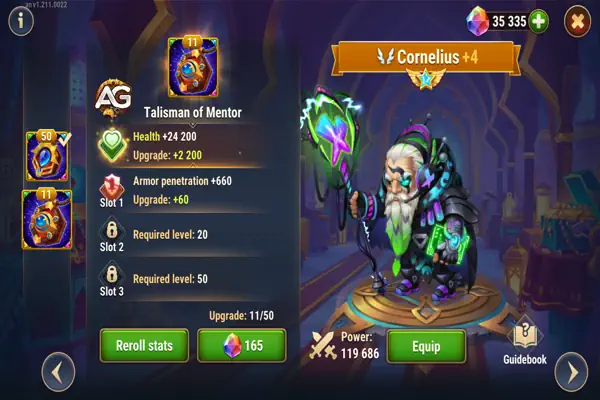 v1.211.0022
i
11
35 335
Cornelius +4
AG
Talisman of Mentor
Health +24 200
Upgrade: +2 200
50
11
Armor penetration +660
Upgrade: +60
Slot 1
Required level: 20
Slot 2
Required level: 50
Slot 3
Upgrade: 11/50
Reroll stats
165
Power:
119 686
Equip
?
Guidebook